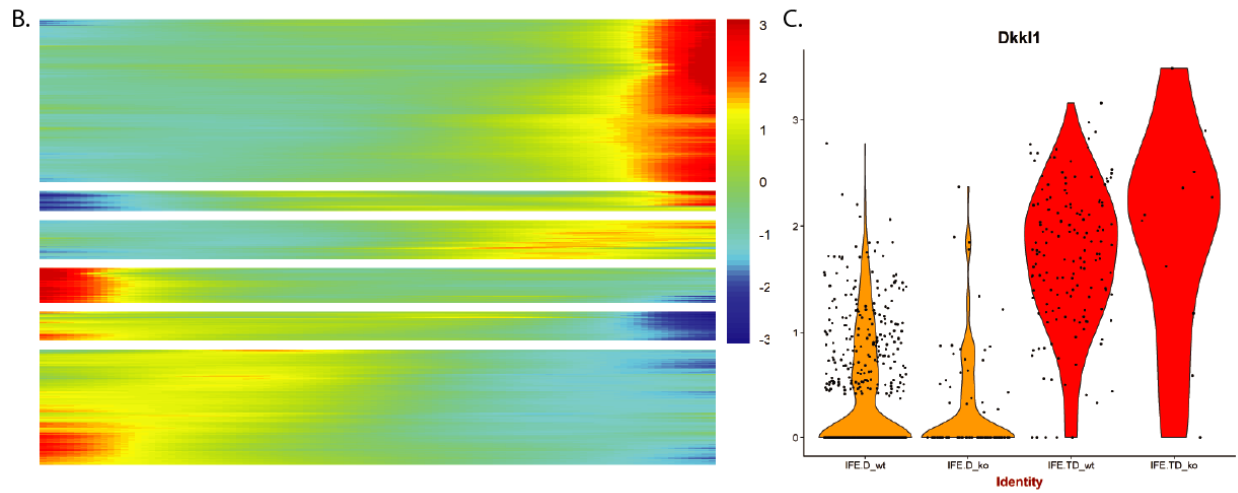 B.
3
2
1
0
-1
-2
-3
C.
Dkkl1
3
2
1
0
IFE.D_wt
IFE.D_ko
IFE.TD_wt
IFE.TD_ko
Identity